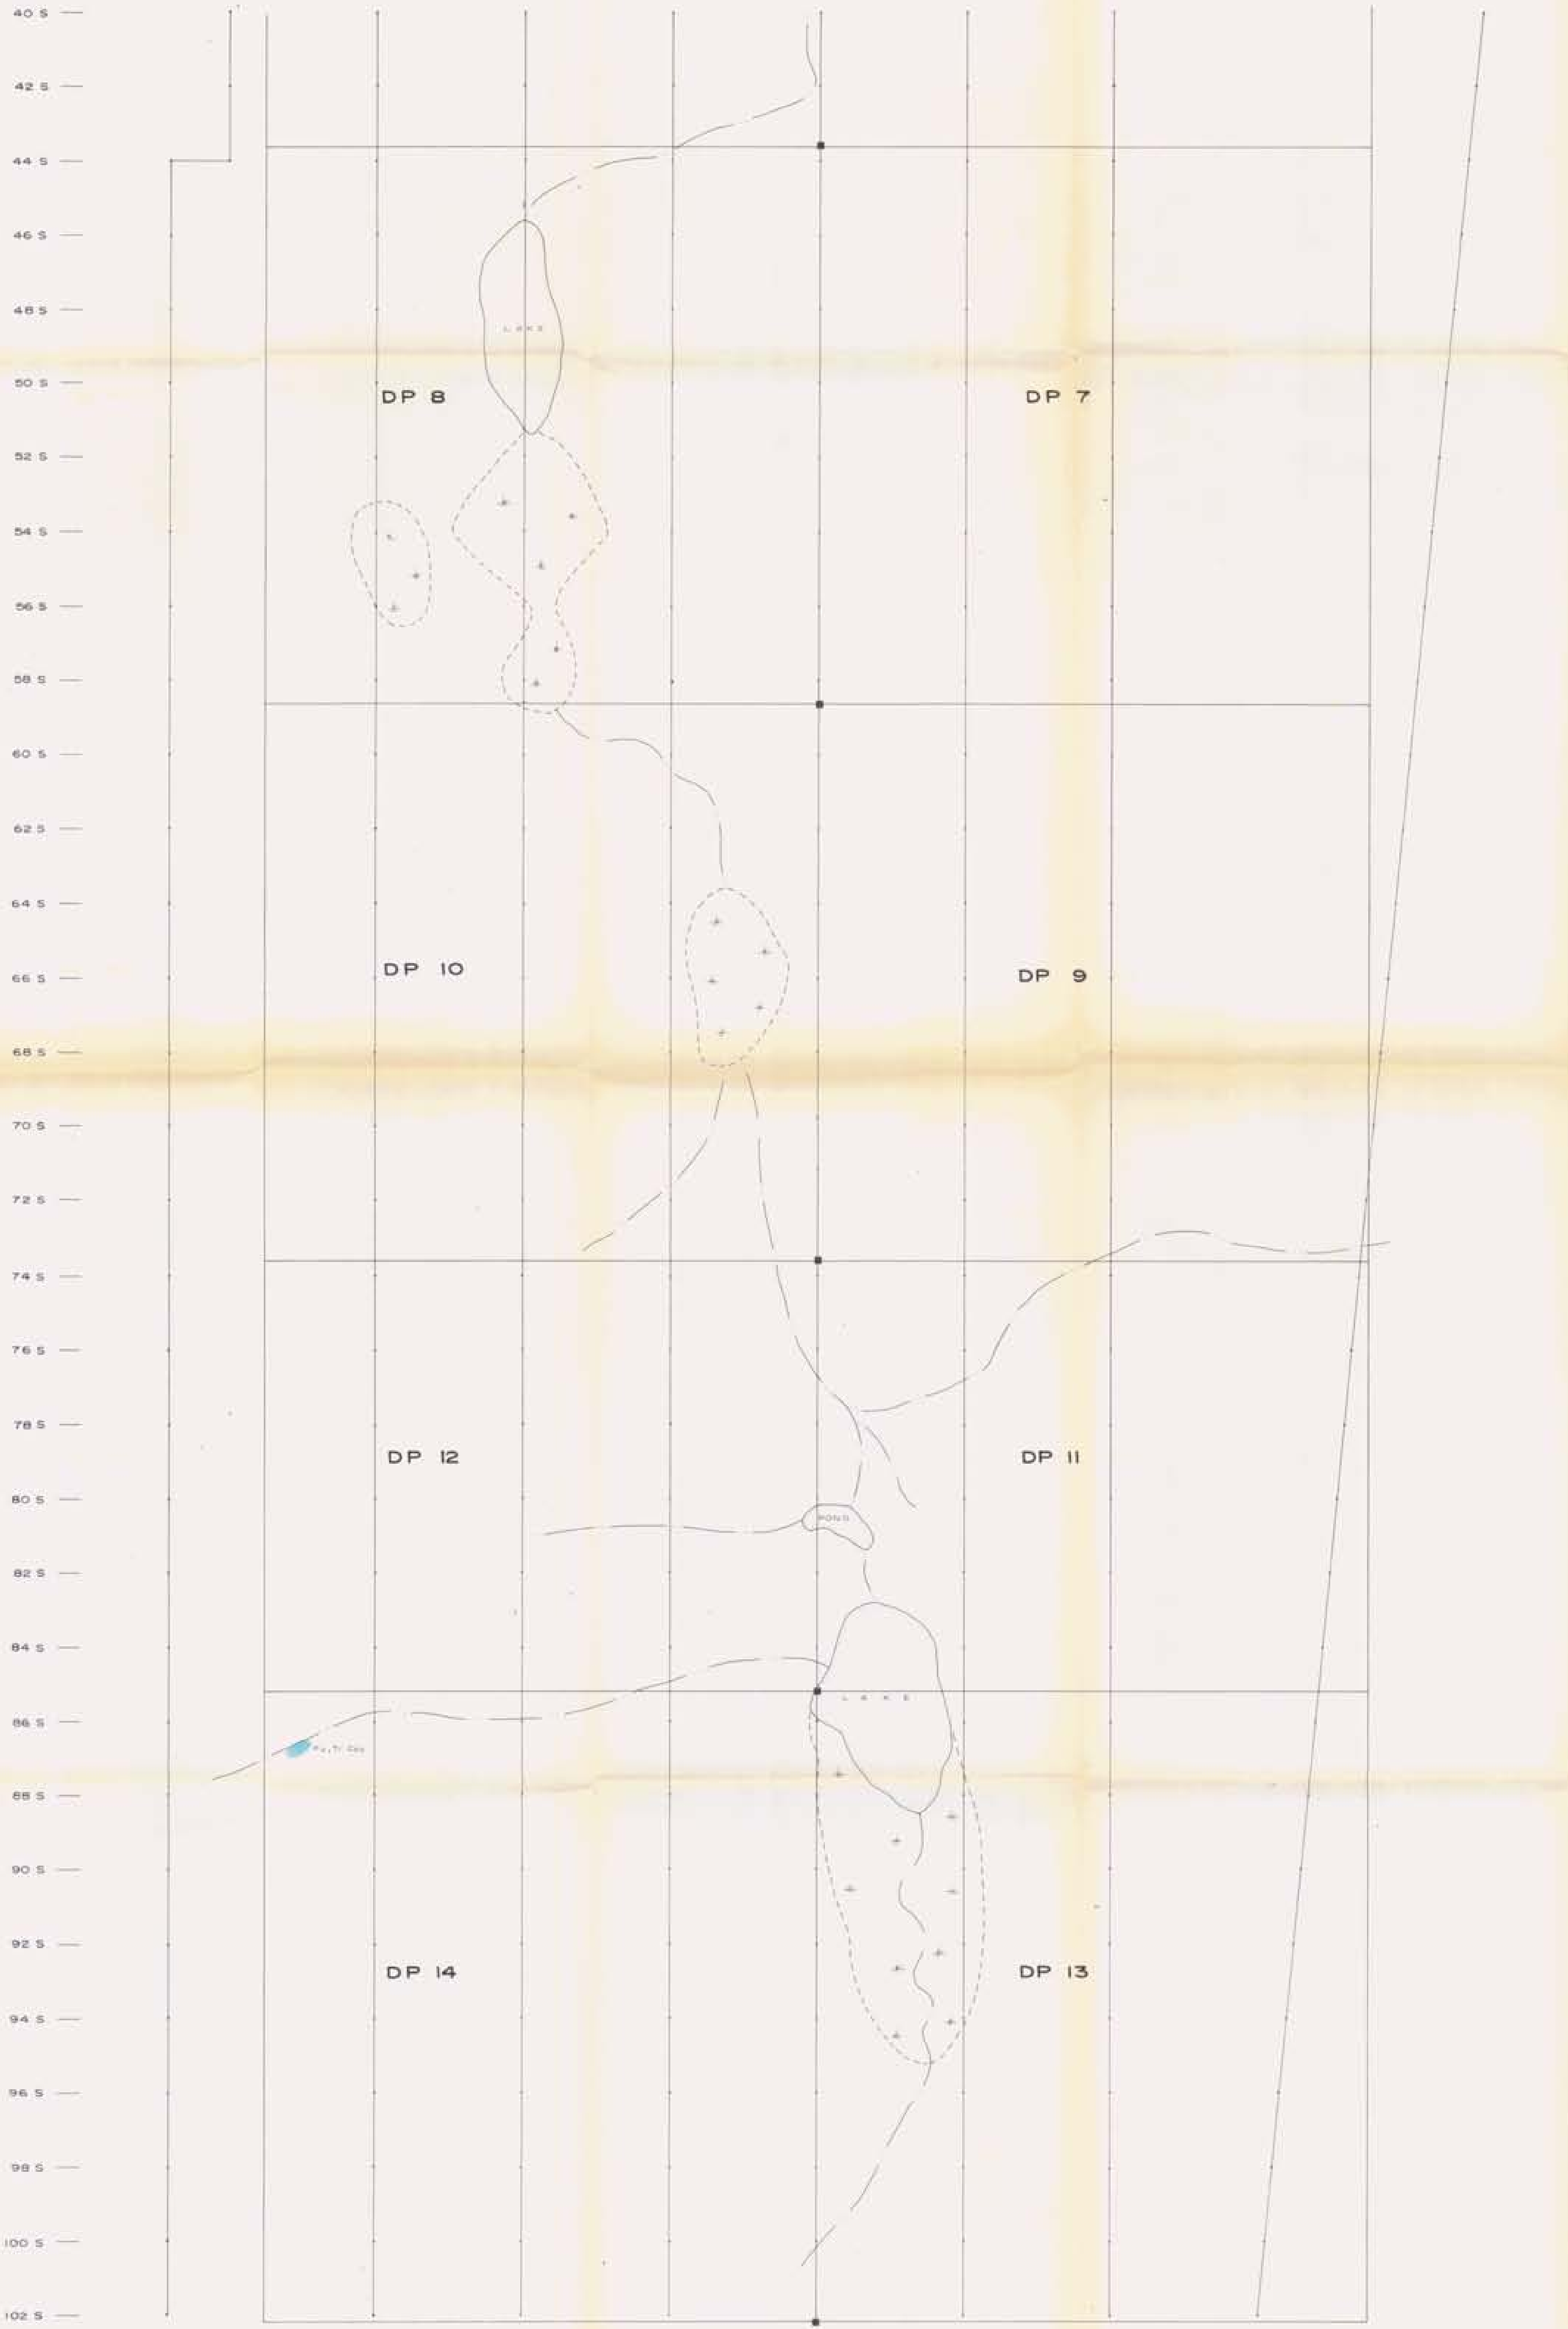 40 S
42 S
44 S
46 S
48 S
LAKE
50 S
DP 8
DP 7
52 S
54 S
56 S
58 S
60 S
62 S
64 S
66 S
DP 10
DP 9
68 S
70 S
72 S
74 S
76 S
78 S
DP 12
DP 11
80 S
POND
82 S
84 S
LAKE
86 S
88 S
90 S
92 S
DP 14
DP 13
94 S
96 S
98 S
100 S
102 S